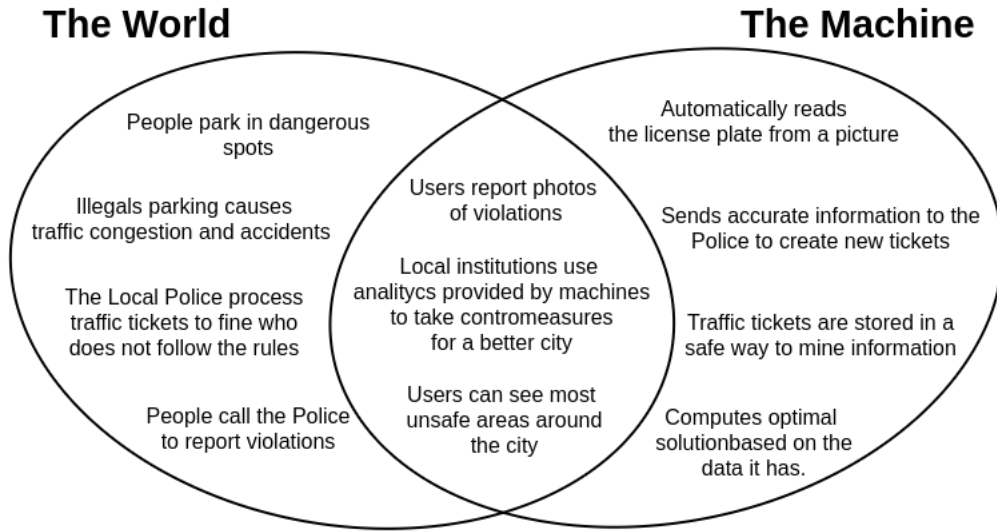 The World
The Machine
People park in dangerous
spots
Illegals parking causes
traffic congestion and accidents
The Local Police process
traffic tickets to fine who
does not follow the rules
People call the Police
to report violations
Users report photos
of violations
Local institutions use
analitycs provided by machines
to take contromeasures
for a better city
Users can see most
unsafe areas around
the city
Automatically reads
the license plate from a picture
Sends accurate information to the
Police to create new tickets
Traffic tickets are stored in a
safe way to mine information
Computes optimal
solutionbased on the
data it has.